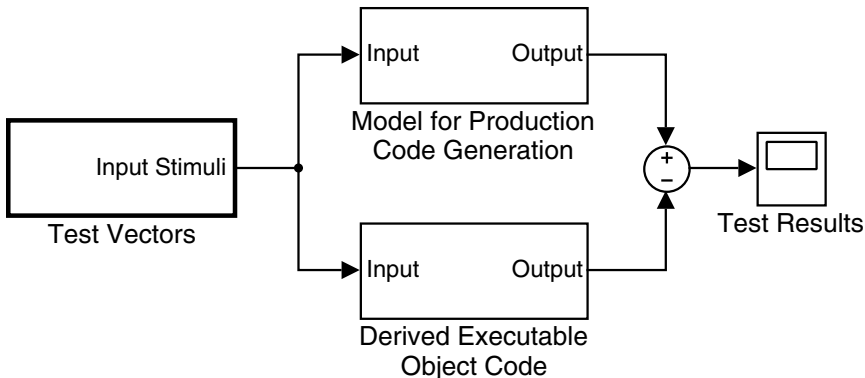 Input
Output
Model for Production
Code Generation
Input Stimuli
Test Vectors
+
−
Test Results
Input
Output
Derived Executable
Object Code